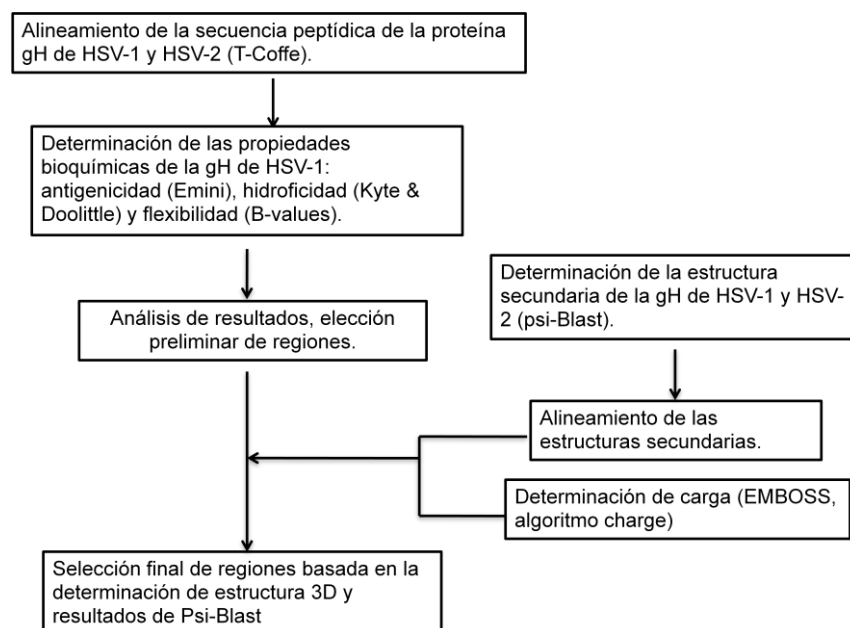 Alineamiento de la secuencia peptídica de la proteína
gH de HSV-1 y HSV-2 (T-Coffe).
Determinación de las propiedades
bioquímicas de la gH de HSV-1:
antigenicidad (Emini), hidroficidad (Kyte &
Doolittle) y flexibilidad (B-values).
Determinación de la estructura
secundaria de la gH de HSV-1 y HSV-
2 (psi-Blast).
Análisis de resultados, elección
preliminar de regiones.
Alineamiento de las
estructuras secundarias.
Determinación de carga (EMBOSS,
algoritmo charge)
Selección final de regiones basada en la
determinación de estructura 3D y
resultados de Psi-Blast